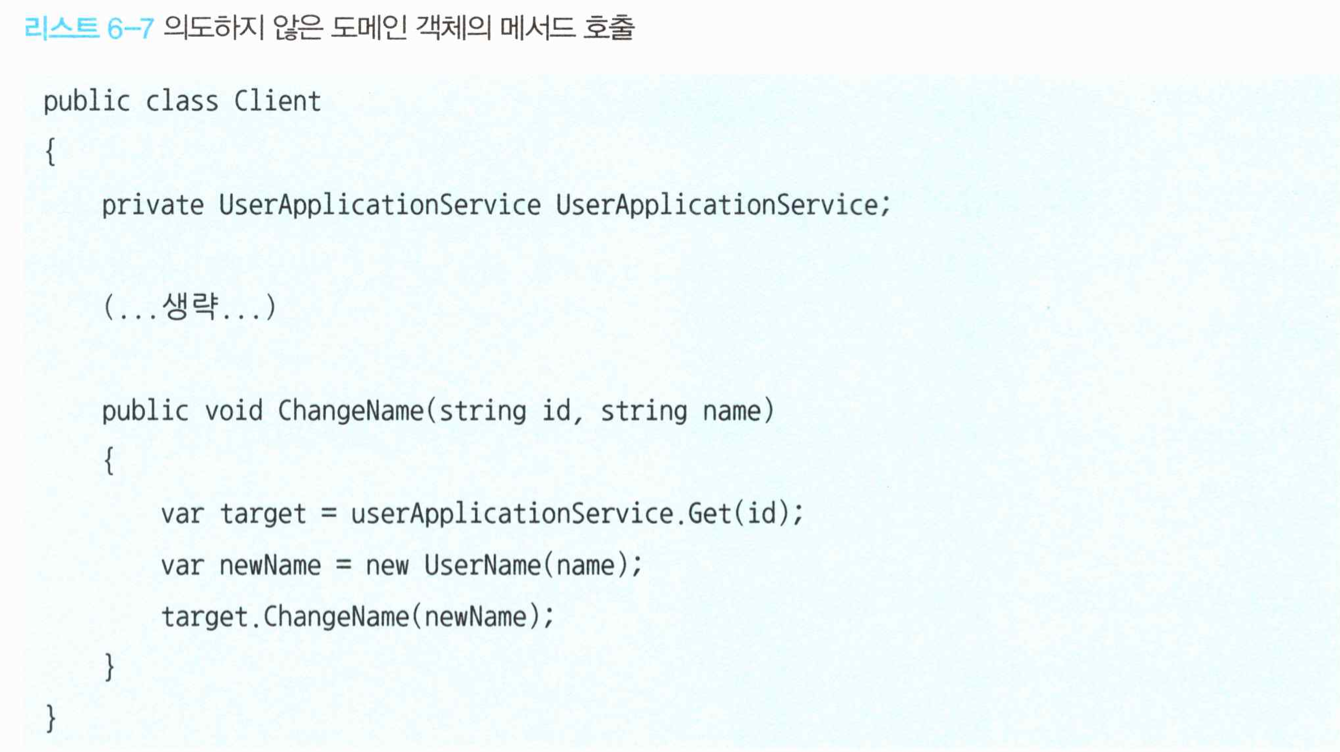 리스트 6-7 의도하지 않은 도메인 객체의 메서드 호출
public class Client
{
    private UserApplicationService UserApplicationService;
    (...생략...)
    public void ChangeName(string id, string name)
    {
        var target = userApplicationService.Get(id);
        var newName = new UserName(name);
        target.ChangeName(newName);
    }
}